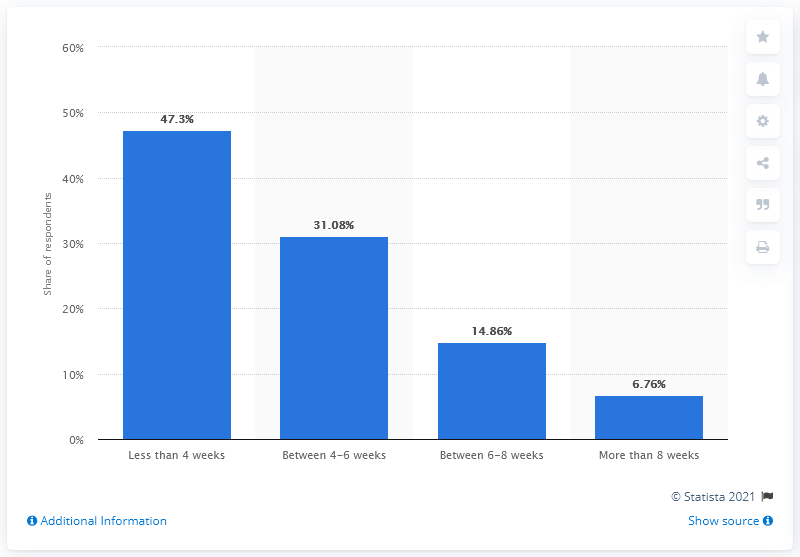 60%
50%
40%
30%
20%
10%
0%
Share of respondents
47.3%
31.08%
14.86%
6.76%
Less than 4 weeks
Between 4-6 weeks
Between 6-8 weeks
More than 8 weeks
© Statista 2021
Additional Information
Show source